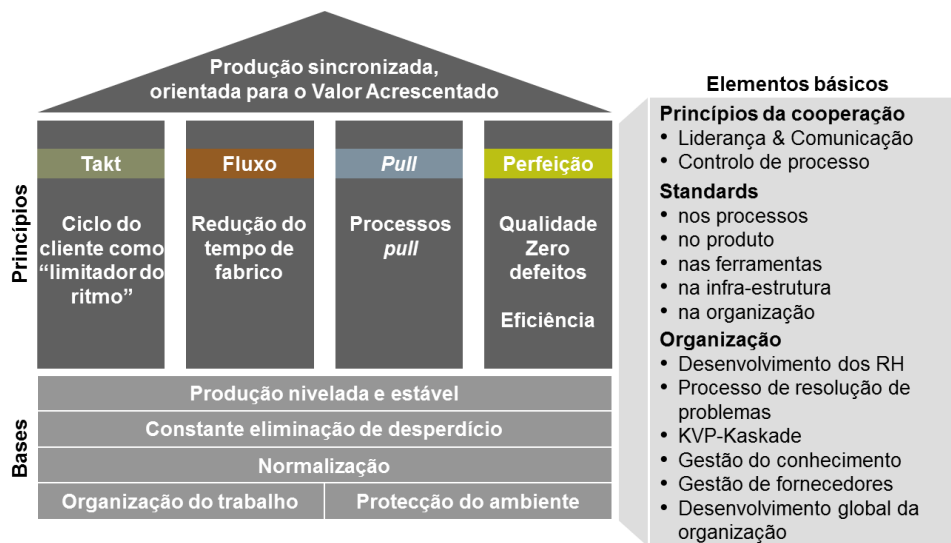 Produção sincronizada,
orientada para o Valor Acrescentado
Princípios
Takt
Ciclo do
cliente como
“limitador do
ritmo”
Fluxo
Redução do
tempo de
fabrico
Pull
Processos
pull
Perfeição
Qualidade
Zero
defeitos
Eficiência
Bases
Produção nivelada e estável
Constante eliminação de desperdício
Normalização
Organização do trabalho
Protecção do ambiente
Elementos básicos
Princípios da cooperação
• Liderança & Comunicação
• Controlo de processo
Standards
• nos processos
• no produto
• nas ferramentas
• na infra-estrutura
• na organização
Organização
• Desenvolvimento dos RH
• Processo de resolução de
problemas
• KVP-Kaskade
• Gestão do conhecimento
• Gestão de fornecedores
• Desenvolvimento global da
organização